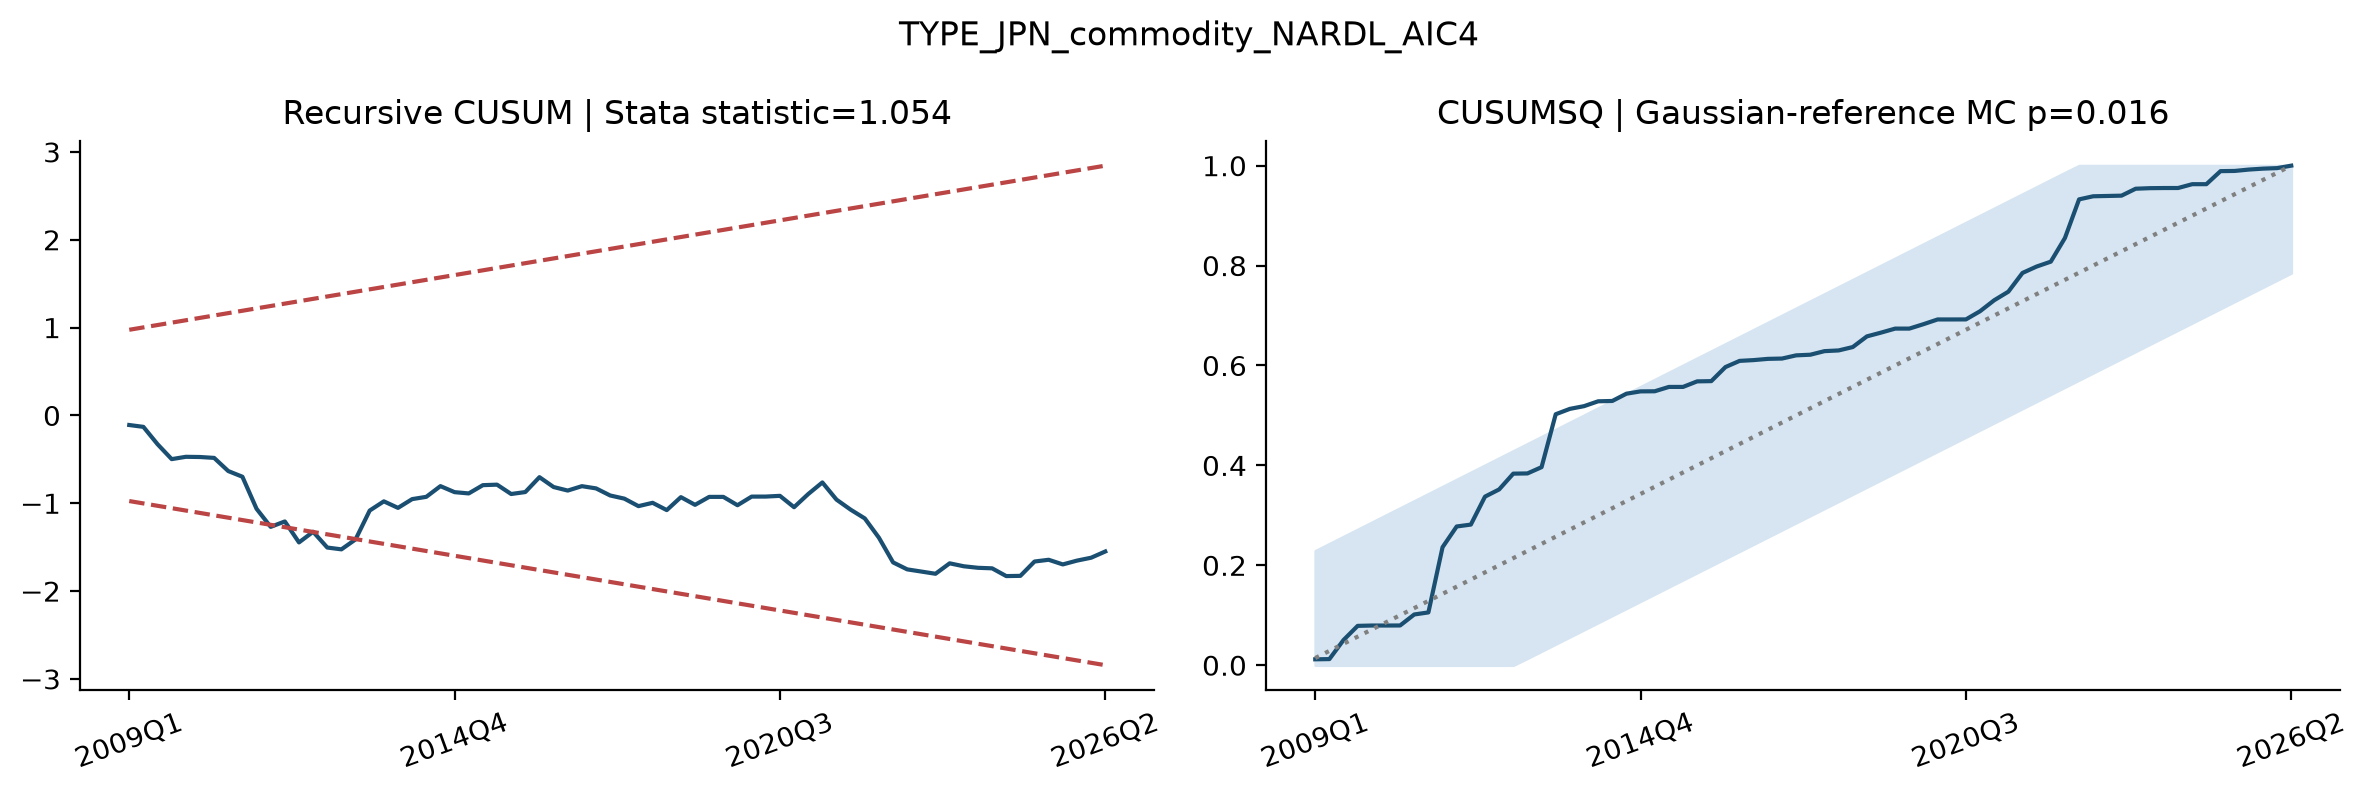 TYPE_JPN_commodity_NARDL_AIC4
Recursive CUSUM | Stata statistic=1.054
3
2
1
0
−1
−2
−3
2009Q1
2014Q4
2020Q3
2026Q2
CUSUMSQ | Gaussian-reference MC p=0.016
1.0
0.8
0.6
0.4
0.2
0.0
2009Q1
2014Q4
2020Q3
2026Q2